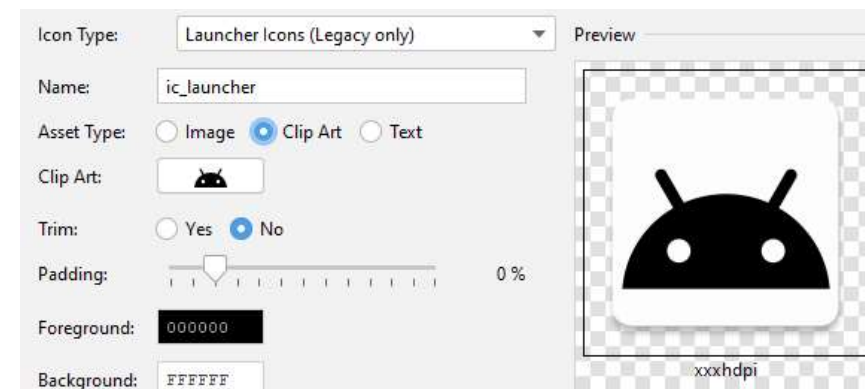 Icon Type: Launcher Icons (Legacy only) Preview
Name: ic_launcher
Asset Type: Image Clip Art Text
Clip Art:
Trim: Yes No
Padding: 0 %
Foreground: 000000
xxxhdpi
Background: FFFFFF